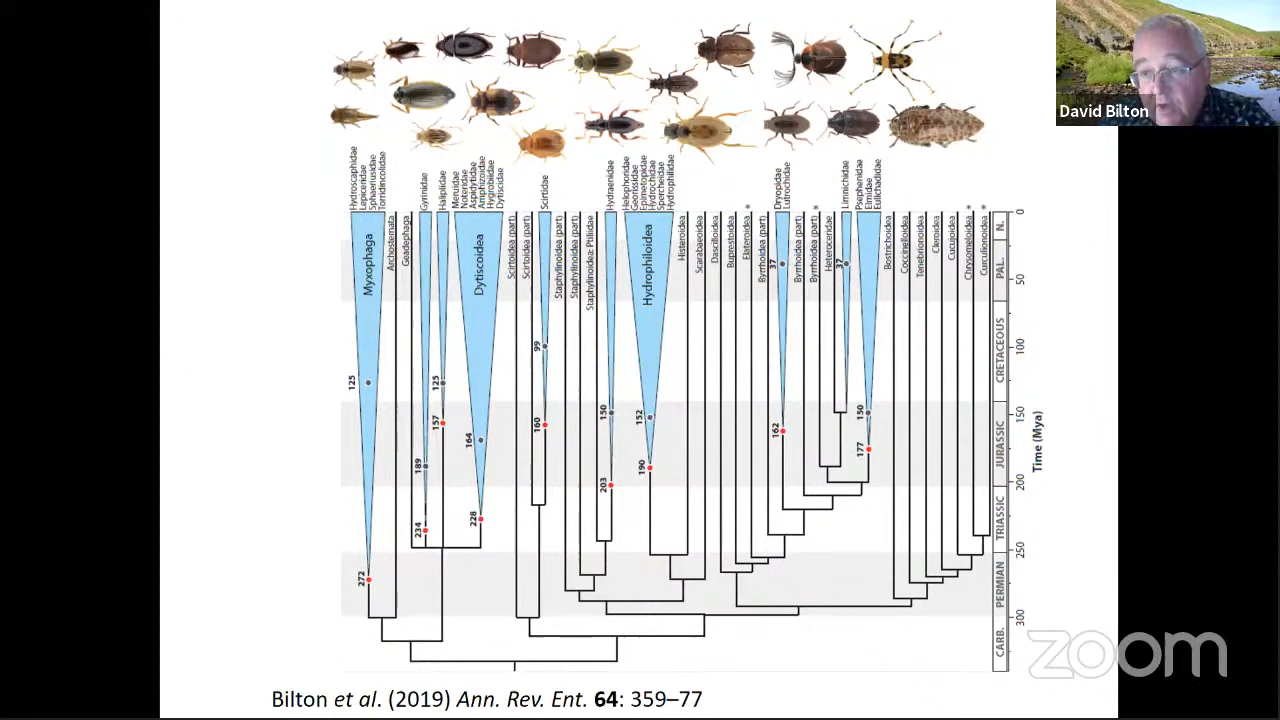 David Bilton
Hydroscaphidae
Lepiceridae
Sphaeriusidae
Torridincolidae
Gyrinidae
Haliplidae
Meruidae
Noteridae
Aspidytidae
Amphizoidae
Hygrobiidae
Dytiscidae
Scirtidae
Hydraenidae
Helophoridae
Georissidae
Epimetopidae
Hydrochidae
Spercheidae
Hydrophilidae
Dryopidae
Lutrochidae
Limnichidae
Psephenidae
Elmidae
Eulichadidae
Myxophaga
Archostemata
Geadephaga
Dytiscoidea
Scirtoidea (part)
Scirtoidea (part)
Staphylinoidea (part)
Staphylinoidea (part)
Staphylinoidea: Ptiliidae
Hydrophiloidea
Histeroidea
Scarabaeoidea
Dascilloidea
Buprestoidea
Elateroidea *
Byrrhoidea (part)
Byrrhoidea (part)
Byrrhoidea (part) *
Heteroceridae
Bostrichoidea
Coccinelloidea
Tenebrionoidea
Cleroidea
Cucujoidea
Chrysomeloidea *
Curculionoidea *
125
272
189
234
125
157
164
228
99
160
150
203
152
190
37
162
37
150
177
N.
PAL.
CRETACEOUS
JURASSIC
TRIASSIC
PERMIAN
CARB.
0
50
100
150
200
250
300
Time (Mya)
zoom
Bilton et al. (2019) Ann. Rev. Ent. 64: 359–77